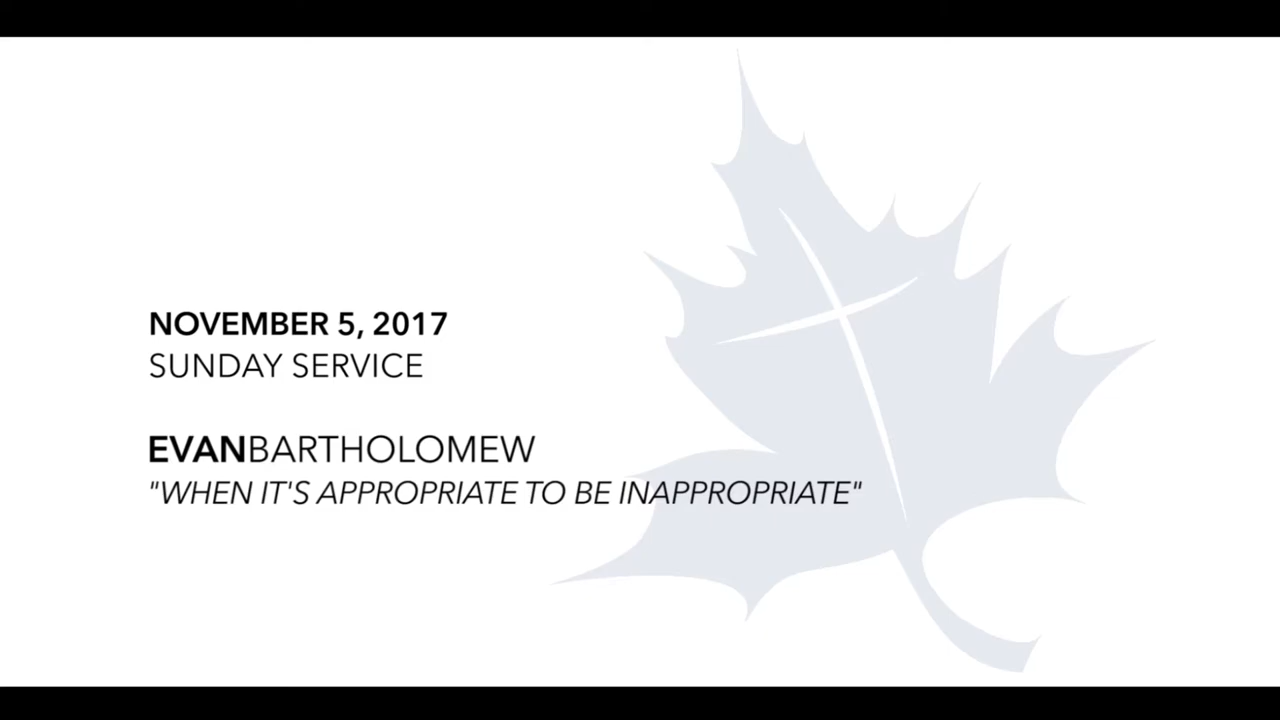 NOVEMBER 5, 2017
SUNDAY SERVICE
EVANBARTHOLOMEW
"WHEN IT'S APPROPRIATE TO BE INAPPROPRIATE"